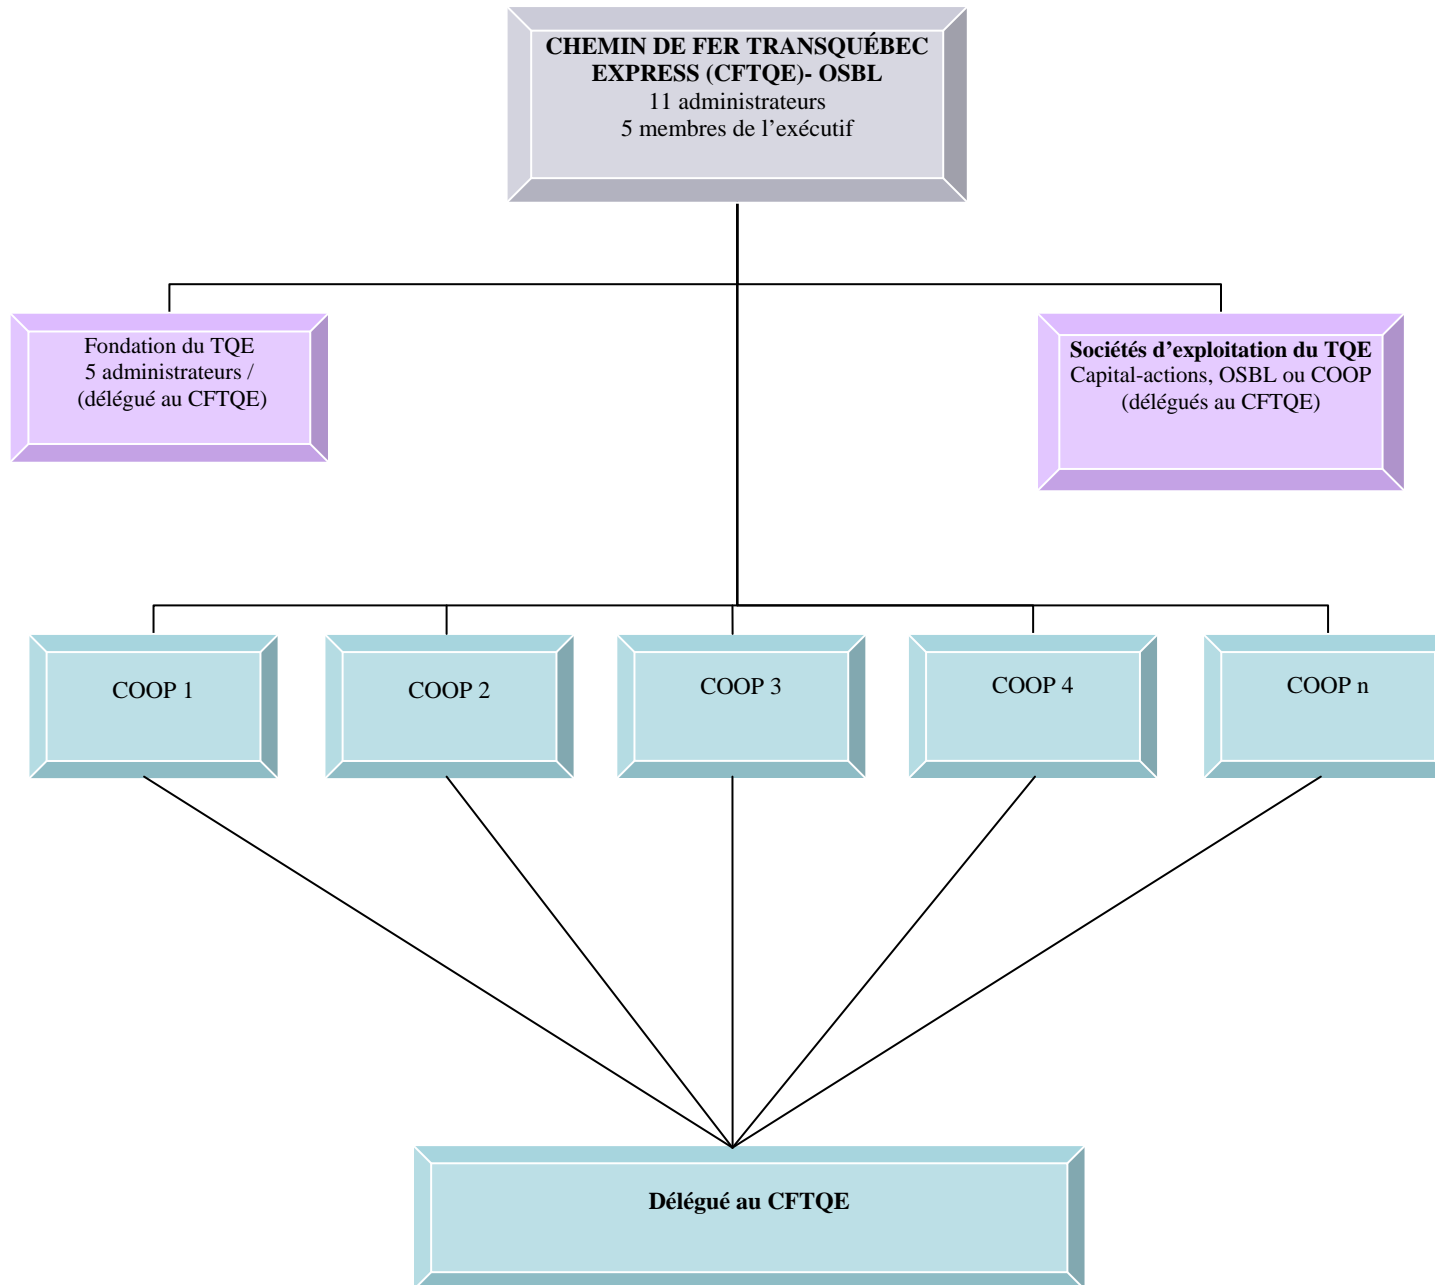 CHEMIN DE FER TRANSQUÉBEC
EXPRESS (CFTQE)- OSBL
11 administrateurs
5 membres de l’exécutif
Fondation du TQE
5 administrateurs /
(délégué au CFTQE)
Sociétés d’exploitation du TQE
Capital-actions, OSBL ou COOP
(délégués au CFTQE)
COOP 1
COOP 2
COOP 3
COOP 4
COOP n
Délégué au CFTQE